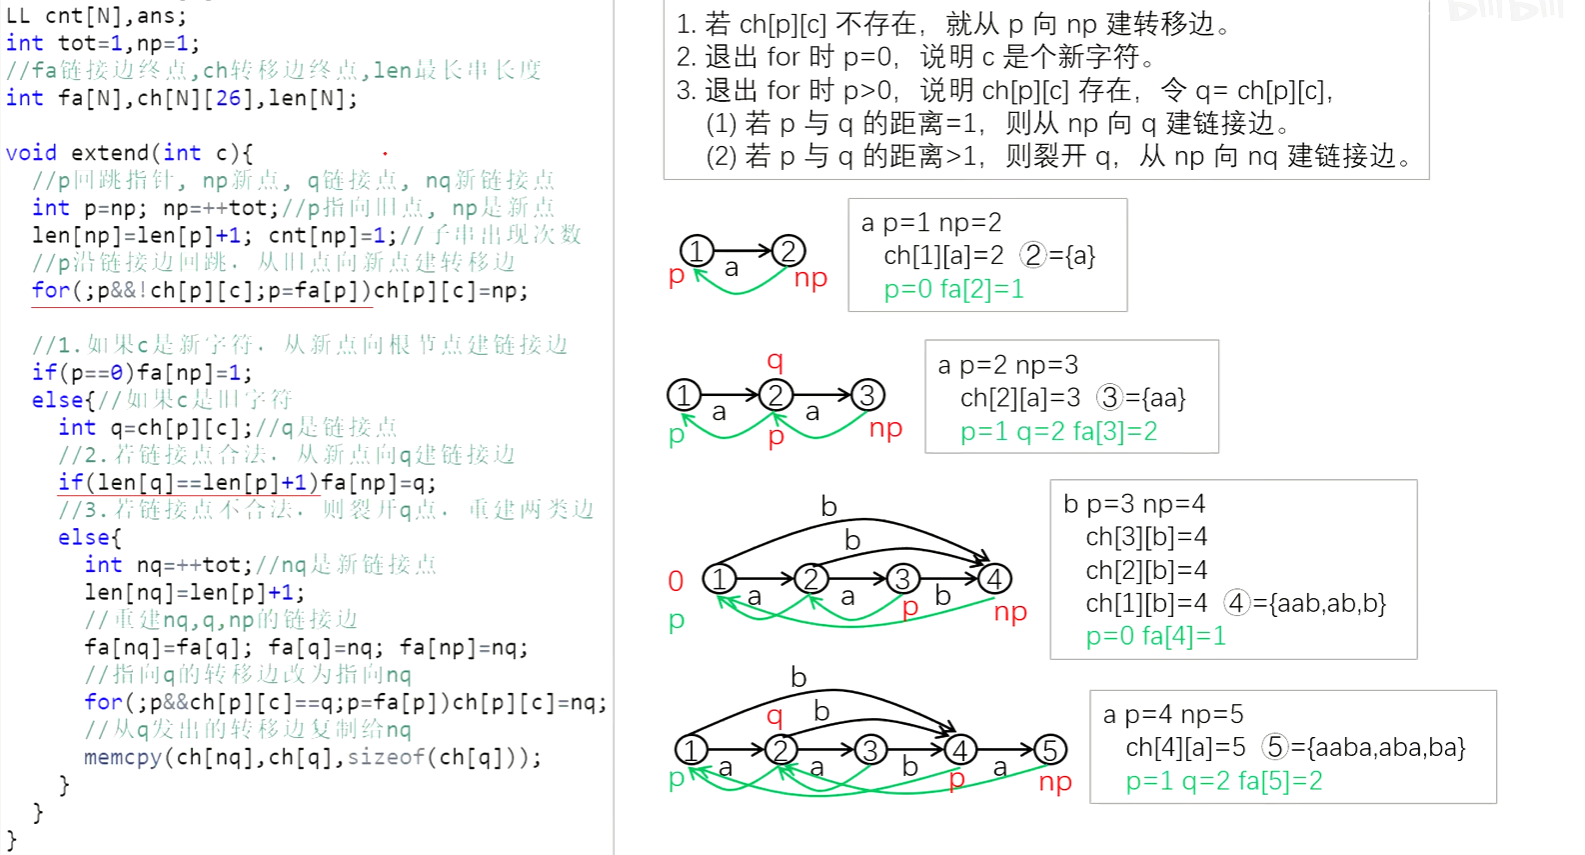 LL cnt[N],ans;
int tot=1,np=1;
//fa链接边终点,ch转移边终点,len最长串长度
int fa[N],ch[N][26],len[N];
void extend(int c){
//p回跳指针, np新点, q链接点, nq新链接点
int p=np; np=++tot;//p指向旧点, np是新点
len[np]=len[p]+1; cnt[np]=1;//子串出现次数
//p沿链接边回跳. 从旧点向新点建转移边
for(;p&&!ch[p][c];p=fa[p])ch[p][c]=np;
//1.如果c是新字符. 从新点向根节点建链接边
if(p==0)fa[np]=1;
else{//如果c是旧字符
int q=ch[p][c];//q是链接点
//2.若链接点合法. 从新点向q建链接边
if(len[q]==len[p]+1)fa[np]=q;
//3.若链接点不合法. 则裂开q点. 重建两类边
else{
int nq=++tot;//nq是新链接点
len[nq]=len[p]+1;
//重建nq,q,np的链接边
fa[nq]=fa[q]; fa[q]=nq; fa[np]=nq;
//指向q的转移边改为指向nq
for(;p&&ch[p][c]==q;p=fa[p])ch[p][c]=nq;
//从q发出的转移边复制给nq
memcpy(ch[nq],ch[q],sizeof(ch[q]));
}
}
}
1. 若 ch[p][c] 不存在，就从 p 向 np 建转移边。
2. 退出 for 时 p=0，说明 c 是个新字符。
3. 退出 for 时 p>0，说明 ch[p][c] 存在，令 q= ch[p][c],
(1) 若 p 与 q 的距离=1，则从 np 向 q 建链接边。
(2) 若 p 与 q 的距离>1，则裂开 q，从 np 向 nq 建链接边。
1 2
a
p np
a p=1 np=2
ch[1][a]=2 ②={a}
p=0 fa[2]=1
q
1 2 3
a a
p p np
a p=2 np=3
ch[2][a]=3 ③={aa}
p=1 q=2 fa[3]=2
b
b
0 1 2 3 4
a a b
p p np
b p=3 np=4
ch[3][b]=4
ch[2][b]=4
ch[1][b]=4 ④={aab,ab,b}
p=0 fa[4]=1
b
q b
1 2 3 4 5
a a b a
p p np
a p=4 np=5
ch[4][a]=5 ⑤={aaba,aba,ba}
p=1 q=2 fa[5]=2